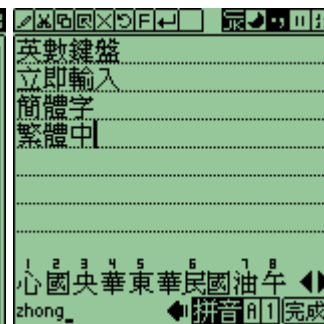 英數鍵盤
立即輸入
簡體字
繁體中
1 2 3 4 5 6 7 8
心 國 央 華 東 華民國 油 午
zhong_ 拼音 A 1 完成